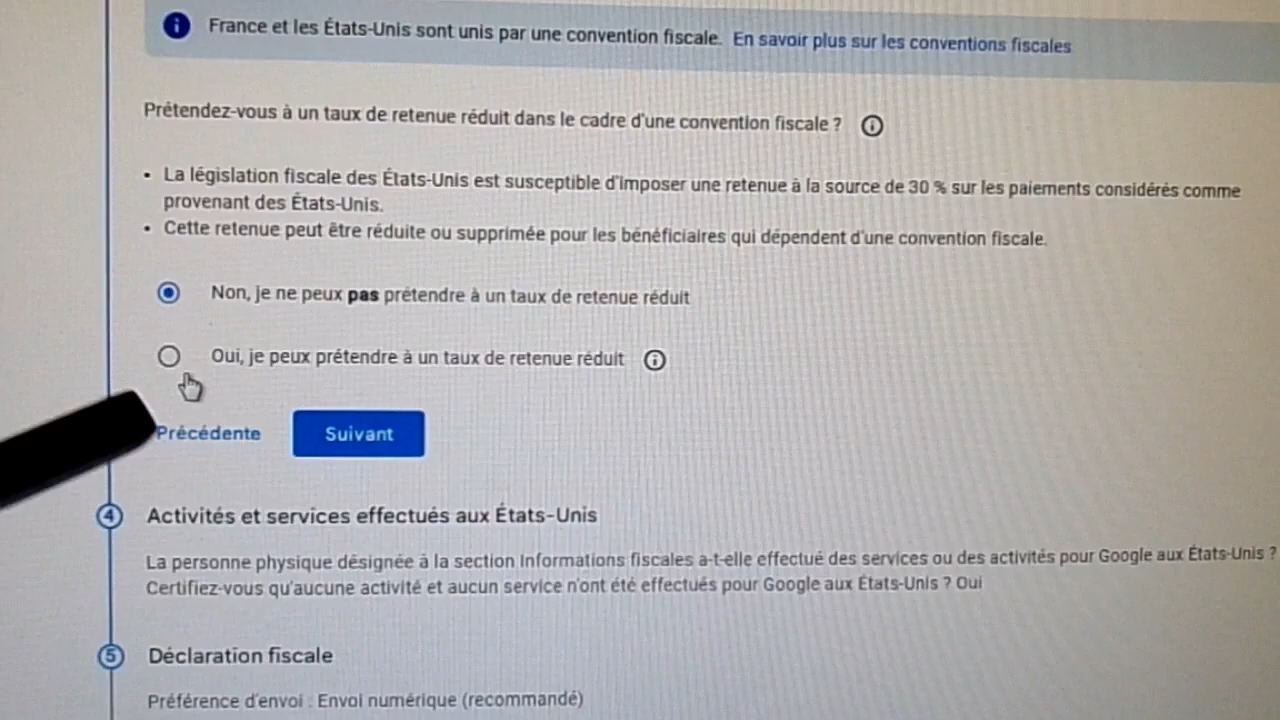 France et les États-Unis sont unis par une convention fiscale. En savoir plus sur les conventions fiscales
Prétendez-vous à un taux de retenue réduit dans le cadre d'une convention fiscale ?
• La législation fiscale des États-Unis est susceptible d'imposer une retenue à la source de 30 % sur les paiements considérés comme
provenant des États-Unis.
• Cette retenue peut être réduite ou supprimée pour les bénéficiaires qui dépendent d'une convention fiscale.
Non, je ne peux pas prétendre à un taux de retenue réduit
Oui, je peux prétendre à un taux de retenue réduit
Précédente
Suivant
4 Activités et services effectués aux États-Unis
La personne physique désignée à la section Informations fiscales a-t-elle effectué des services ou des activités pour Google aux États-Unis ?
Certifiez-vous qu'aucune activité et aucun service n'ont été effectués pour Google aux États-Unis ? Oui
5 Déclaration fiscale
Préférence d'envoi : Envoi numérique (recommandé)